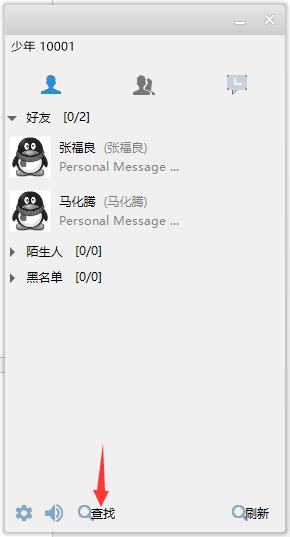 少年 10001
好友 [0/2]
张福良 (张福良)
Personal Message ...
马化腾 (马化腾)
Personal Message ...
陌生人 [0/0]
黑名单 [0/0]
查找 刷新